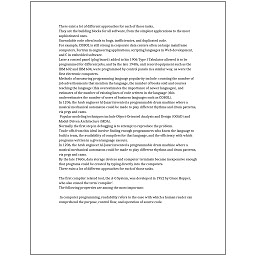 There exist a lot of different approaches for each of those tasks.
They are the building blocks for all software, from the simplest applications to the most
sophisticated ones.
Unreadable code often leads to bugs, inefficiencies, and duplicated code.
For example, COBOL is still strong in corporate data centers often on large mainframe
computers, Fortran in engineering applications, scripting languages in Web development,
and C in embedded software.
Later a control panel (plug board) added to his 1906 Type I Tabulator allowed it to be
programmed for different jobs, and by the late 1940s, unit record equipment such as the
IBM 602 and IBM 604, were programmed by control panels in a similar way, as were the
first electronic computers.
Methods of measuring programming language popularity include: counting the number of
job advertisements that mention the language, the number of books sold and courses
teaching the language (this overestimates the importance of newer languages), and
estimates of the number of existing lines of code written in the language (this
underestimates the number of users of business languages such as COBOL).
In 1206, the Arab engineer Al-Jazari invented a programmable drum machine where a
musical mechanical automaton could be made to play different rhythms and drum patterns,
via pegs and cams.
Popular modeling techniques include Object-Oriented Analysis and Design (OOAD) and
Model-Driven Architecture (MDA).
Normally the first step in debugging is to attempt to reproduce the problem.
Trade-offs from this ideal involve finding enough programmers who know the language to
build a team, the availability of compilers for that language, and the efficiency with which
programs written in a given language execute.
In 1206, the Arab engineer Al-Jazari invented a programmable drum machine where a
musical mechanical automaton could be made to play different rhythms and drum patterns,
via pegs and cams.
By the late 1960s, data storage devices and computer terminals became inexpensive enough
that programs could be created by typing directly into the computers.
There exist a lot of different approaches for each of those tasks.
The first compiler related tool, the A-0 System, was developed in 1952 by Grace Hopper,
who also coined the term 'compiler'.
The following properties are among the most important.
In computer programming, readability refers to the ease with which a human reader can
comprehend the purpose, control flow, and operation of source code.